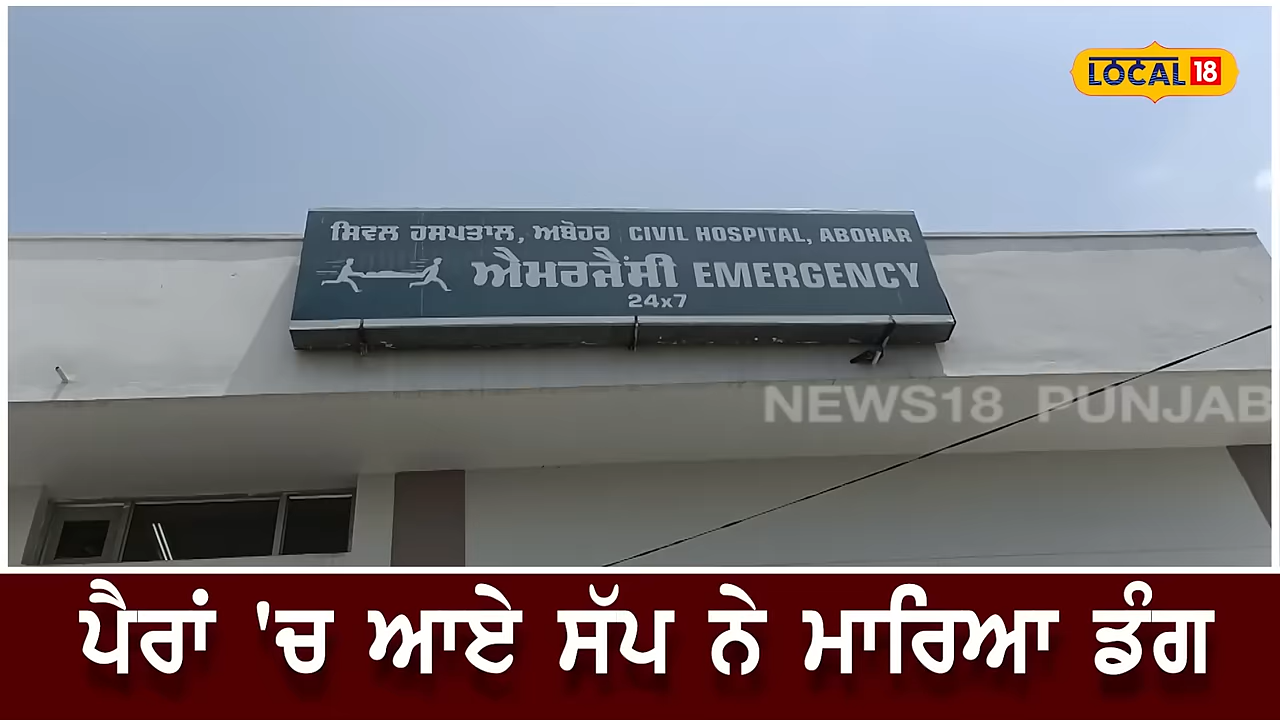 LOCAL 18
ਸਿਵਲ ਹਸਪਤਾਲ, ਅਬੋਹਰ CIVIL HOSPITAL, ABOHAR
ਐਮਰਜੈਂਸੀ EMERGENCY
24x7
NEWS18 PUNJAB
ਪੈਰਾਂ 'ਚ ਆਏ ਸੱਪ ਨੇ ਮਾਰਿਆ ਡੰਗ